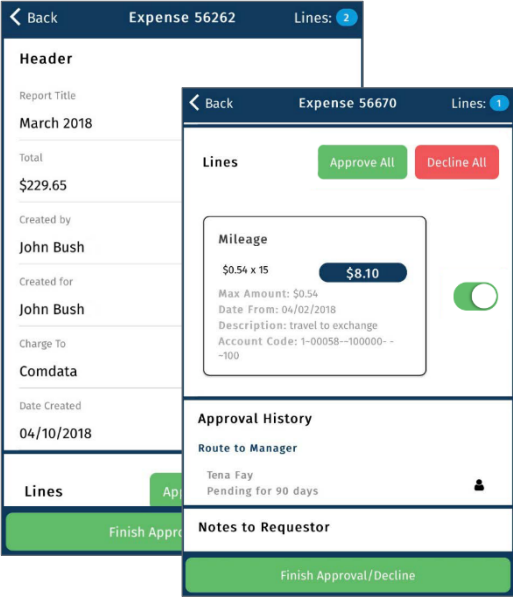 Back
Expense 56262
Lines: 2
Header
Report Title
March 2018
Total
$229.65
Created by
John Bush
Created for
John Bush
Charge To
Comdata
Date Created
04/10/2018
Lines
Finish
Back
Expense 56670
Lines: 1
Lines
Approve All
Decline All
Mileage
$0.54 x 15
$8.10
Max Amount: $0.54
Date From: 04/02/2018
Description: travel to exchange
Account Code: 1-00058--100000- -
~100
Approval History
Route to Manager
Tena Fay
Pending for 90 days
Notes to Requestor
Finish Approval/Decline